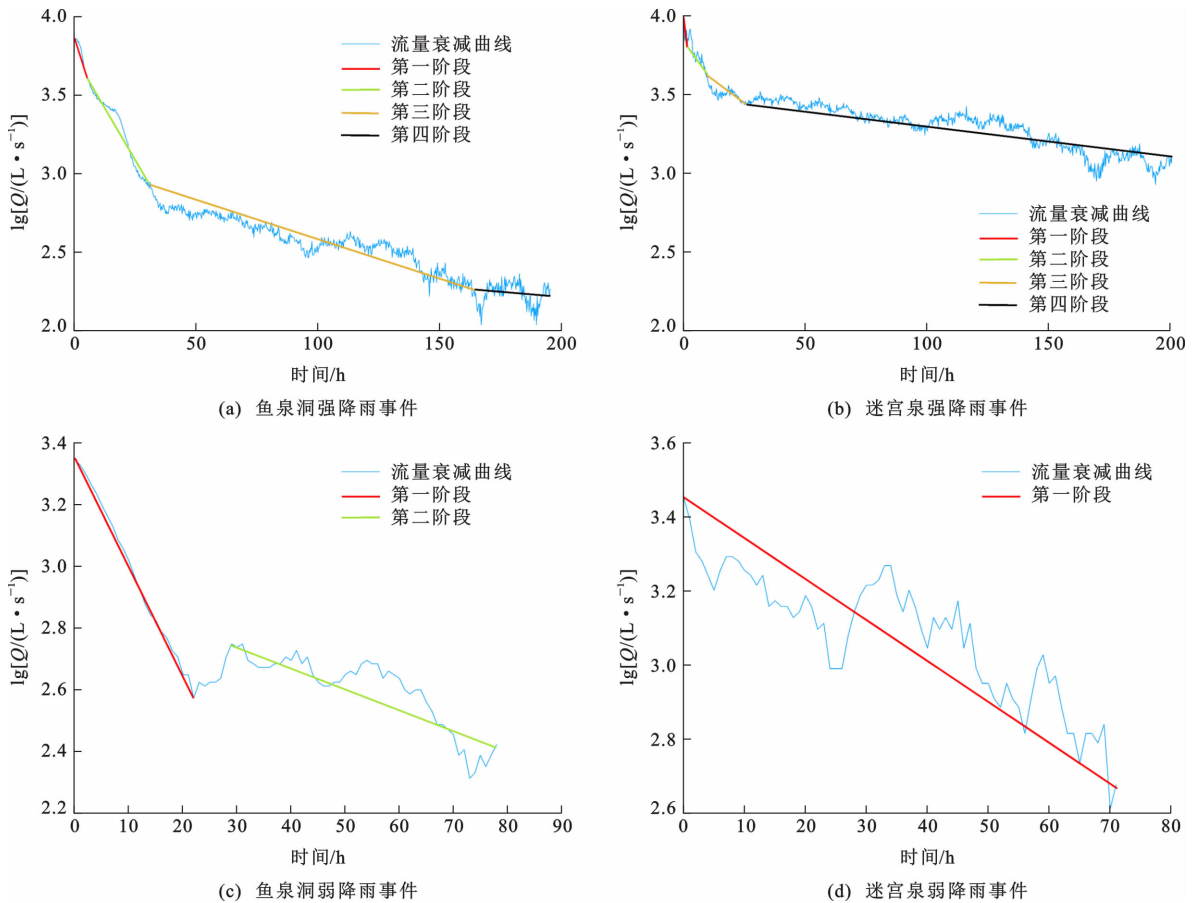 4.0
3.5
3.0
2.5
2.0
lg[Q/(L·s⁻¹)]
0
50
100
150
200
时间/h
流量衰减曲线
第一阶段
第二阶段
第三阶段
第四阶段
(a) 鱼泉洞强降雨事件
4.0
3.5
3.0
2.5
2.0
lg[Q/(L·s⁻¹)]
0
50
100
150
200
时间/h
流量衰减曲线
第一阶段
第二阶段
第三阶段
第四阶段
(b) 迷宫泉强降雨事件
3.4
3.2
3.0
2.8
2.6
2.4
2.2
lg[Q/(L·s⁻¹)]
0
10
20
30
40
50
60
70
80
90
时间/h
流量衰减曲线
第一阶段
第二阶段
(c) 鱼泉洞弱降雨事件
3.6
3.4
3.2
3.0
2.8
2.6
lg[Q/(L·s⁻¹)]
0
10
20
30
40
50
60
70
80
时间/h
流量衰减曲线
第一阶段
(d) 迷宫泉弱降雨事件